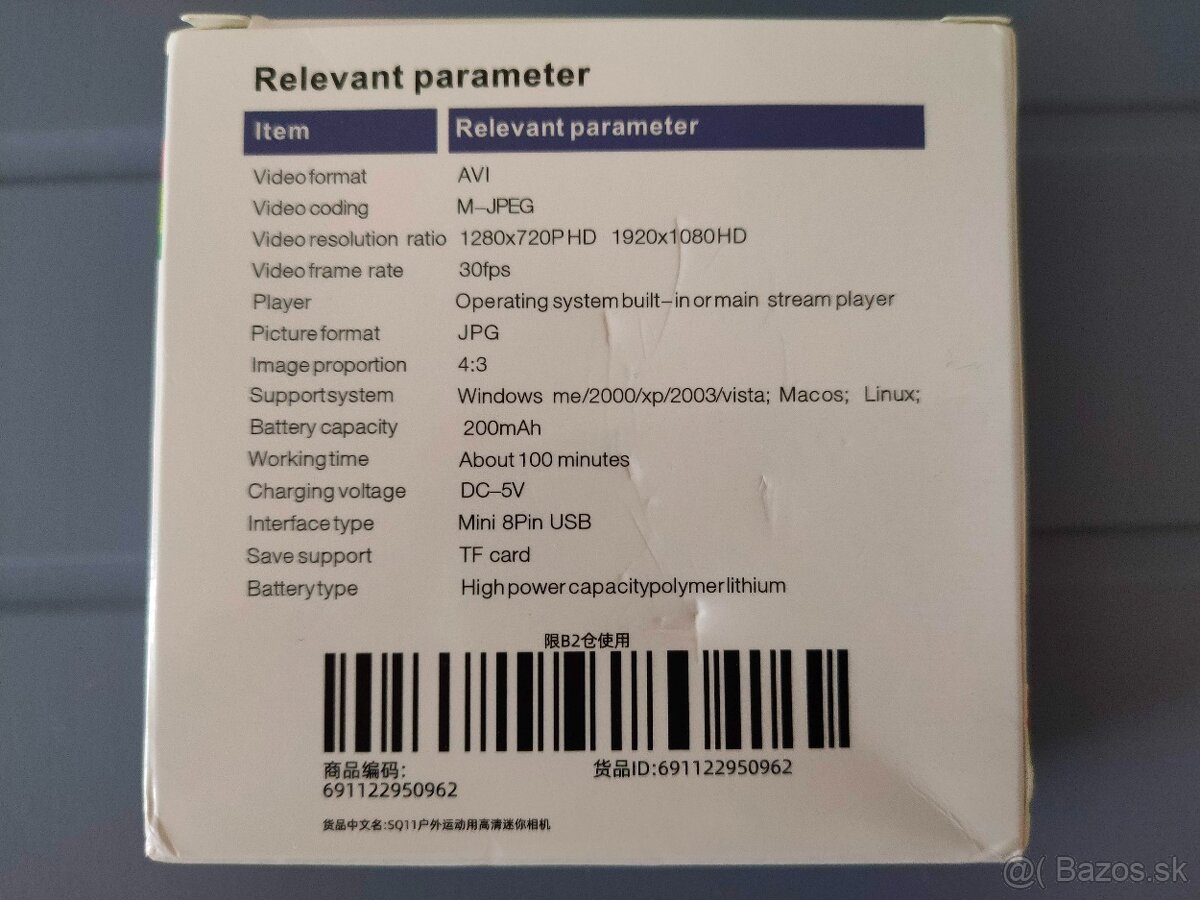 Relevant parameter
Item Relevant parameter
Video format AVI
Video coding M-JPEG
Video resolution ratio 1280x720P HD 1920x1080HD
Video frame rate 30fps
Player Operating system built-in or main stream player
Picture format JPG
Image proportion 4:3
Support system Windows me/2000/xp/2003/vista; Macos; Linux;
Battery capacity 200mAh
Working time About 100 minutes
Charging voltage DC-5V
Interface type Mini 8Pin USB
Save support TF card
Battery type High power capacity polymer lithium
限B2仓使用
商品编码: 货品ID:691122950962
691122950962
货品中文名:SQ11户外运动用高清迷你相机
@( Bazos.sk